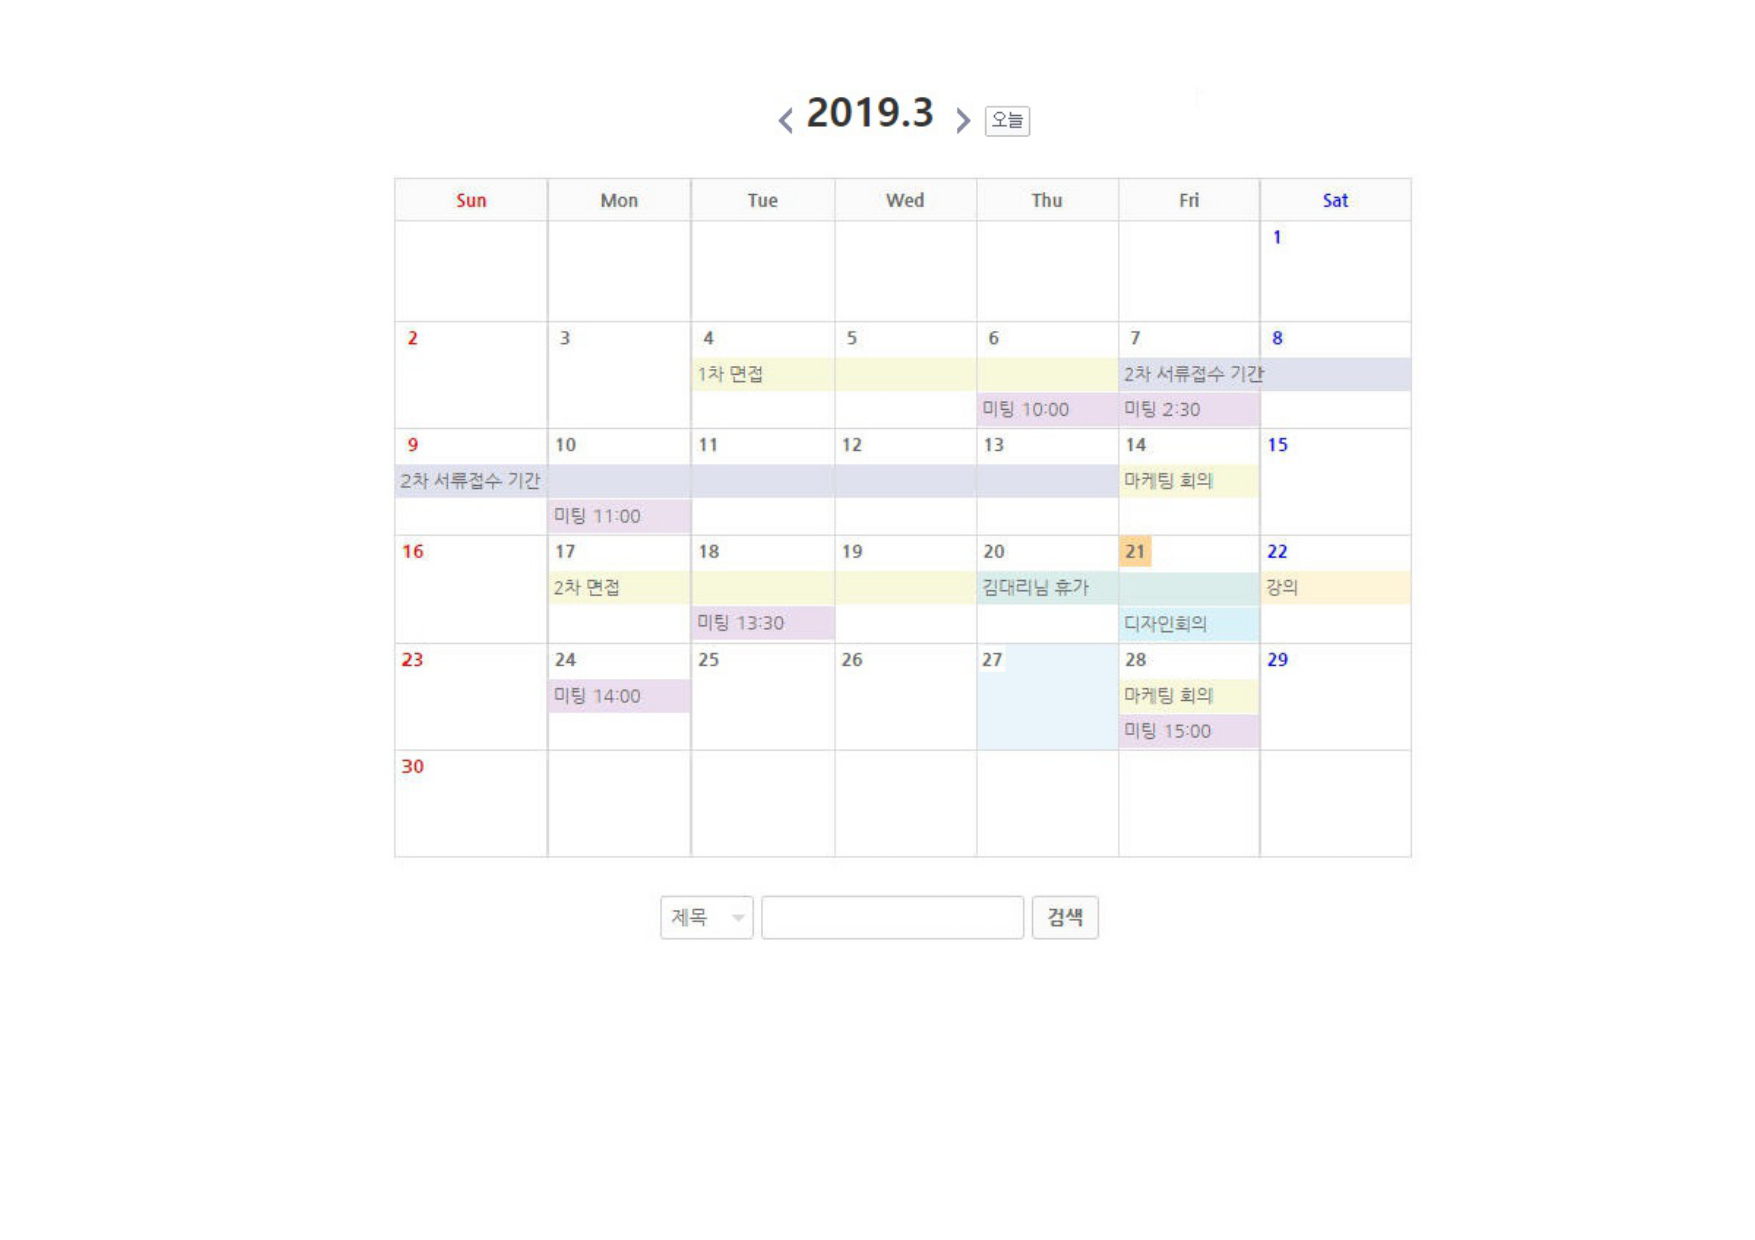 2019.3 오늘
Sun Mon Tue Wed Thu Fri Sat
1
2 3 4 5 6 7 8
1차 면접 2차 서류접수 기간
미팅 10:00 미팅 2:30
9 10 11 12 13 14 15
2차 서류접수 기간 마케팅 회의
미팅 11:00
16 17 18 19 20 21 22
2차 면접 김대리님 휴가 강의
미팅 13:30 디자인회의
23 24 25 26 27 28 29
미팅 14:00 마케팅 회의
미팅 15:00
30
제목 검색